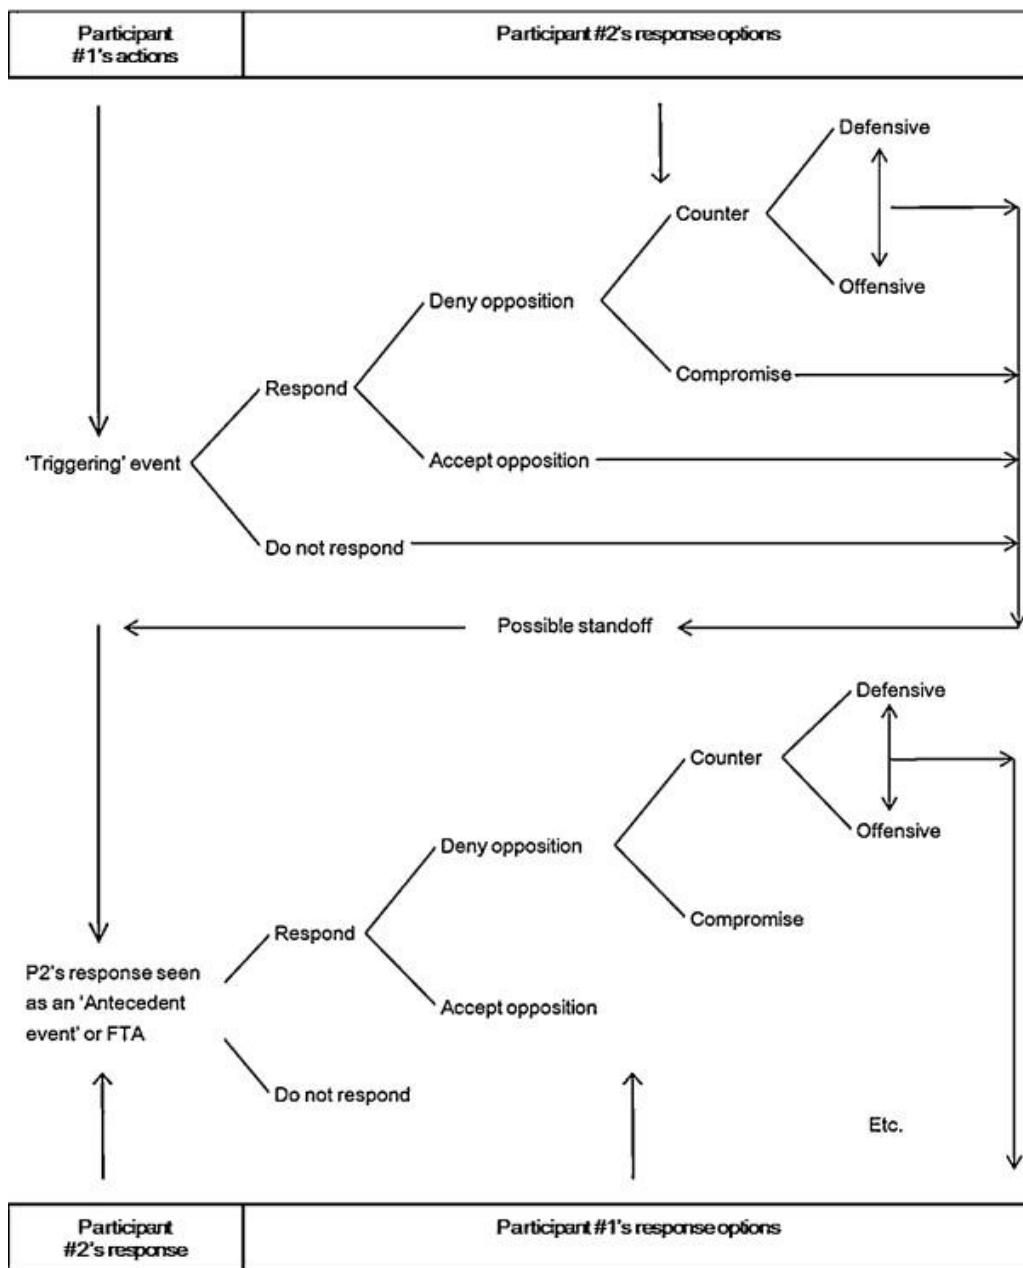 Participant
#1's actions
Participant #2's response options
Defensive
Counter
Offensive
Deny opposition
Compromise
Respond
Accept opposition
'Triggering' event
Do not respond
Possible standoff
Defensive
Counter
Offensive
Deny opposition
Compromise
Respond
P2's response seen
as an 'Antecedent
event' or FTA
Accept opposition
Do not respond
Etc.
Participant
#2's response
Participant #1's response options